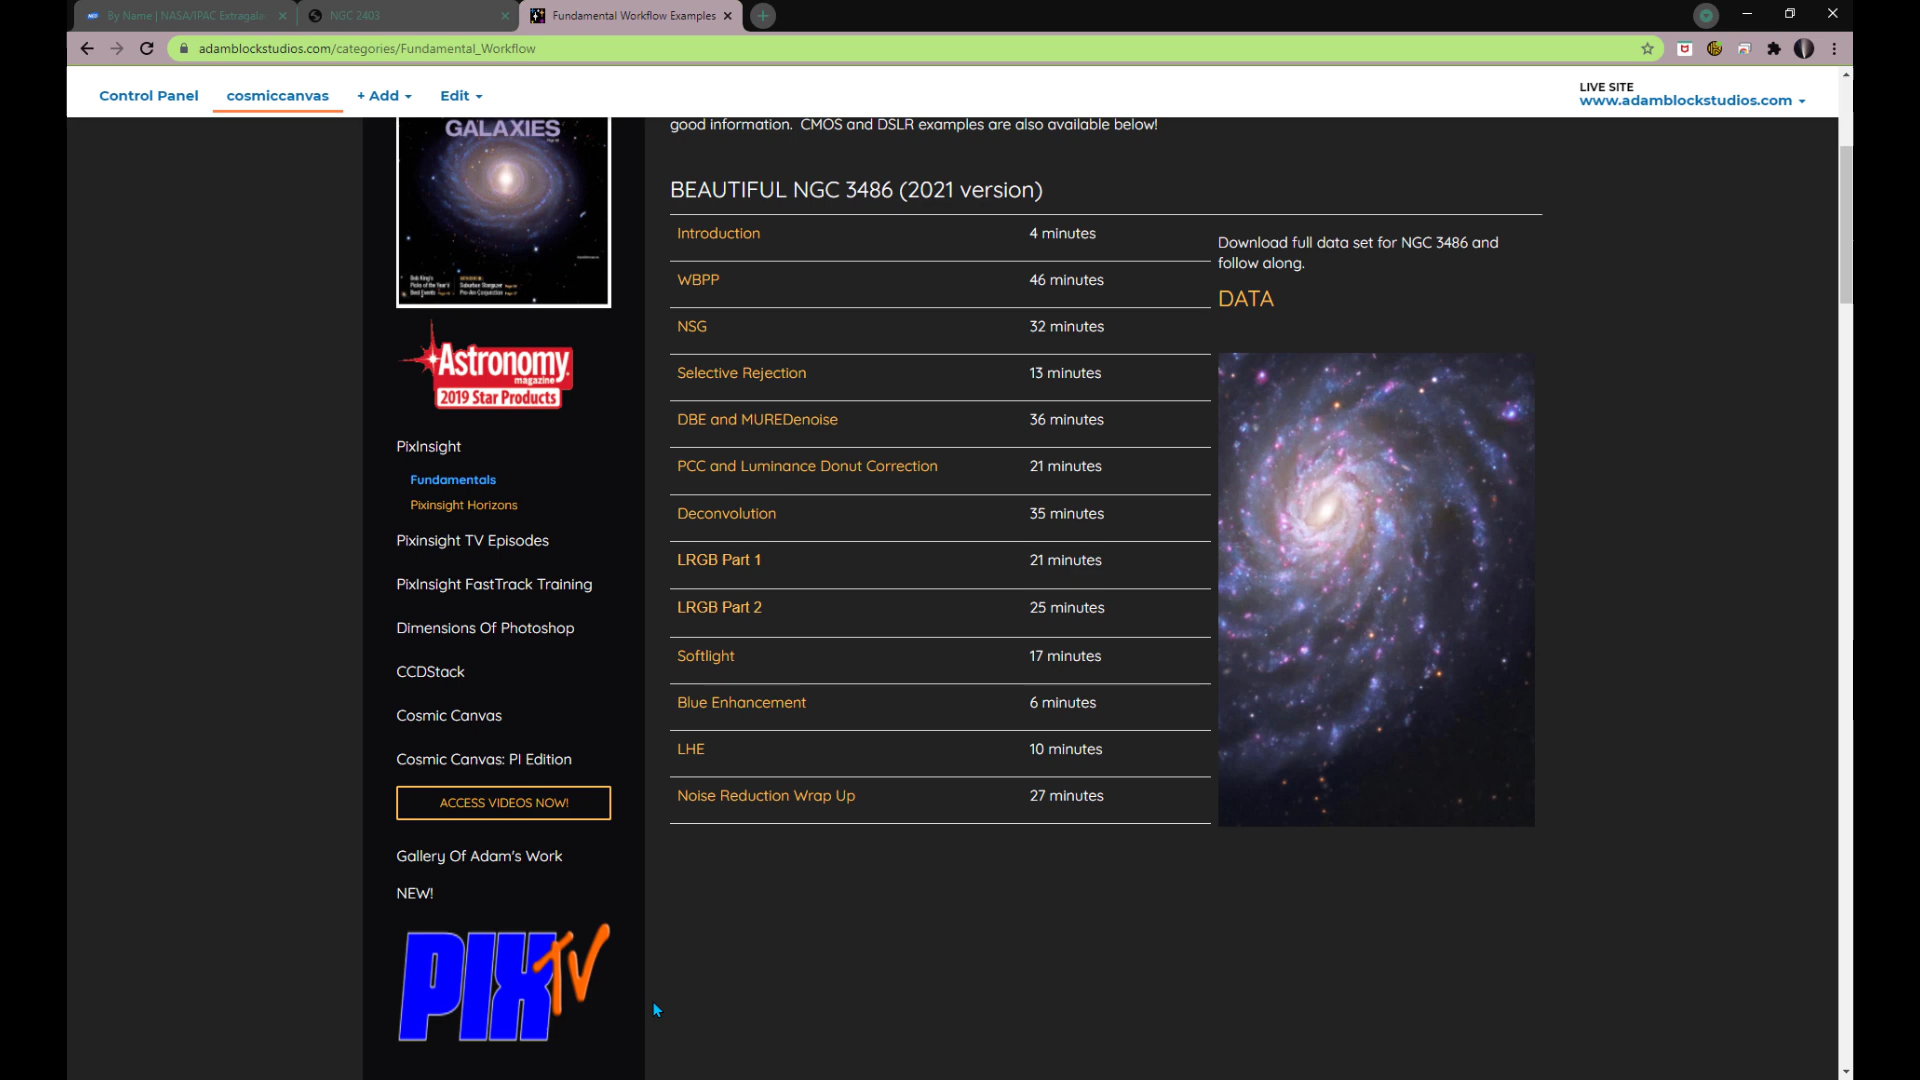 By Name | NASA/IPAC Extragala
NGC 2403
Fundamental Workflow Examples
adamblockstudios.com/categories/Fundamental_Workflow
Control Panel
cosmiccanvas
+ Add
Edit
LIVE SITE
www.adamblockstudios.com
GALAXIES
good information. CMOS and DSLR examples are also available below!
BEAUTIFUL NGC 3486 (2021 version)
Introduction 4 minutes
WBPP 46 minutes
NSG 32 minutes
Selective Rejection 13 minutes
DBE and MUREDenoise 36 minutes
PCC and Luminance Donut Correction 21 minutes
Deconvolution 35 minutes
LRGB Part 1 21 minutes
LRGB Part 2 25 minutes
Softlight 17 minutes
Blue Enhancement 6 minutes
LHE 10 minutes
Noise Reduction Wrap Up 27 minutes
Download full data set for NGC 3486 and
follow along.
DATA
Astronomy
magazine
2019 Star Products
PixInsight
Fundamentals
Pixinsight Horizons
Pixinsight TV Episodes
PixInsight FastTrack Training
Dimensions Of Photoshop
CCDStack
Cosmic Canvas
Cosmic Canvas: PI Edition
ACCESS VIDEOS NOW!
Gallery Of Adam's Work
NEW!
PIXTV